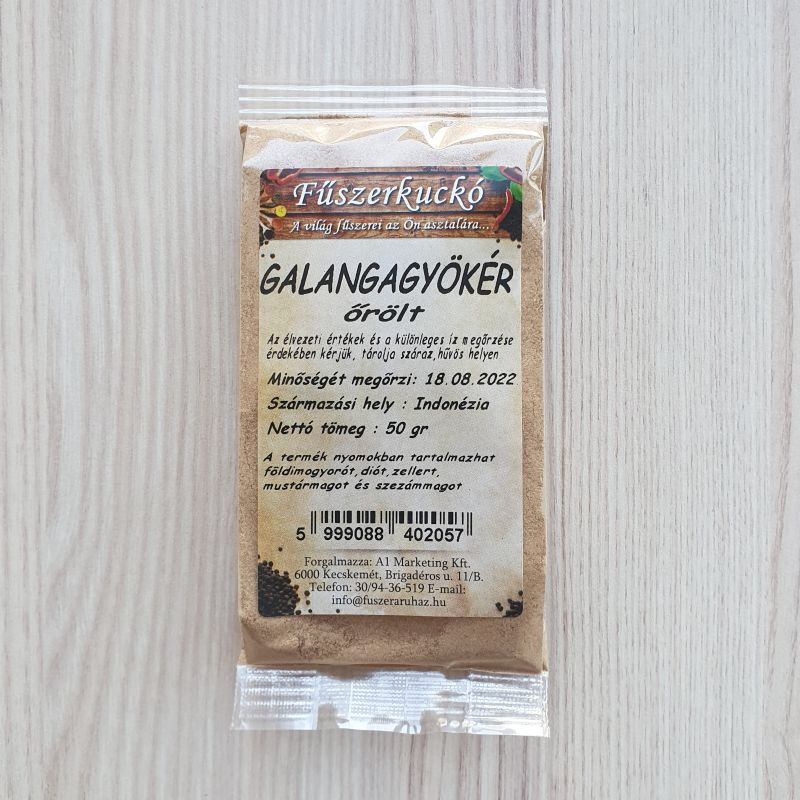 Fűszerkuckó
A világ fűszerei az Ön asztalára...
GALANGAGYÖKÉR
őrölt
Az élvezeti értékek és a különleges íz megőrzése
érdekében kérjük, tárolja száraz,hűvös helyen
Minőségét megőrzi: 18.08.2022
Származási hely : Indonézia
Nettó tömeg : 50 gr
A termék nyomokban tartalmazhat
földimogyorót,diót,zellert,
mustármagot és szezámmagot
5 999088 402057
Forgalmazza: A1 Marketing Kft.
6000 Kecskemét, Brigadéros u. 11/B.
Telefon: 30/94-36-519 E-mail:
info@fuszeraruhaz.hu